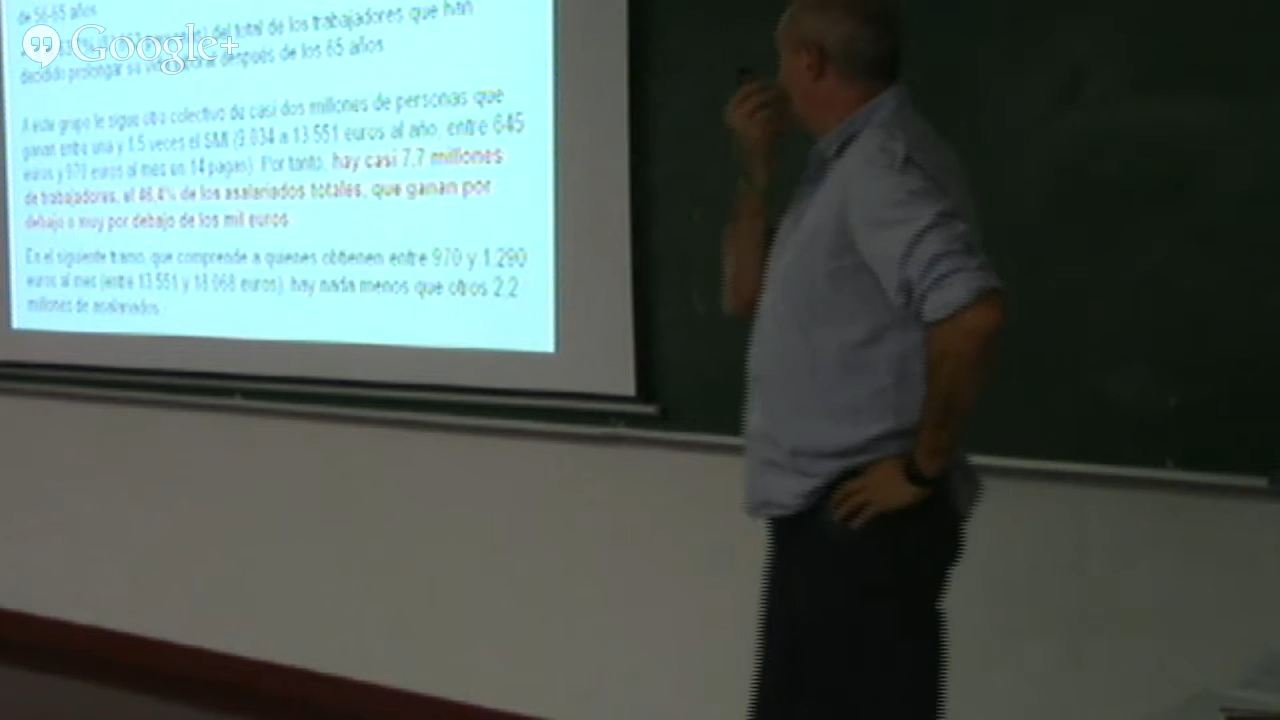 de 56-65 años
Google+
del total de los trabajadores que han
decidido prolongar su después de los 65 años
A este grupo le sigue otro colectivo de casi dos millones de personas que
ganan entre una y 1,5 veces el SMI (9.034 a 13.551 euros al año, entre 645
euros y 970 euros al mes en 14 pagas). Por tanto, hay casi 7,7 millones
de trabajadores, el 46,4% de los asalariados totales, que ganan por
debajo o muy por debajo de los mil euros.
En el siguiente tramo, que comprende a quienes obtienen entre 970 y 1.290
euros al mes (entre 13.551 y 18.068 euros), hay nada menos que otros 2,2
millones de asalariados.